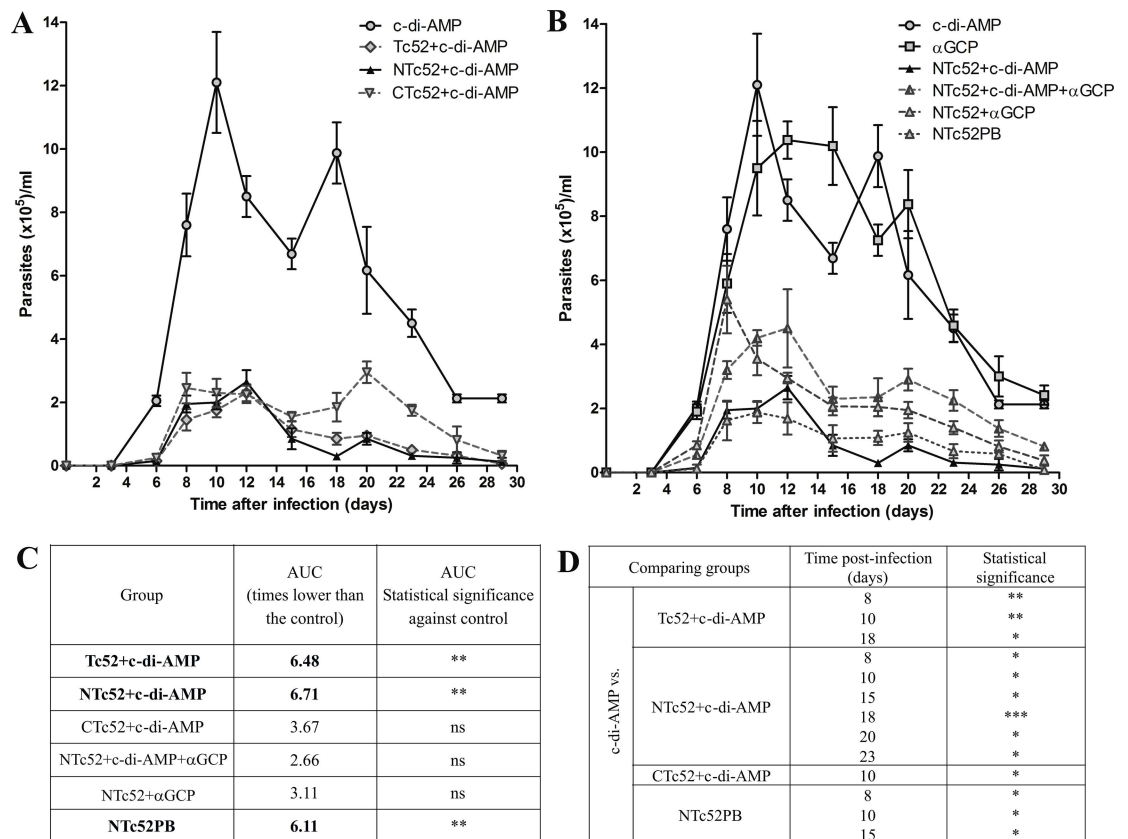 A
14
12
10
8
6
4
2
0
Parasites (x10^5)/ml
c-di-AMP
Tc52+c-di-AMP
NTc52+c-di-AMP
CTc52+c-di-AMP
2 4 6 8 10 12 14 16 18 20 22 24 26 28 30
Time after infection (days)
B
14
12
10
8
6
4
2
0
Parasites (x10^5)/ml
c-di-AMP
αGCP
NTc52+c-di-AMP
NTc52+c-di-AMP+αGCP
NTc52+αGCP
NTc52PB
2 4 6 8 10 12 14 16 18 20 22 24 26 28 30
Time after infection (days)
C
Group
AUC
(times lower than
the control)
AUC
Statistical significance
against control
Tc52+c-di-AMP 6.48 **
NTc52+c-di-AMP 6.71 **
CTc52+c-di-AMP 3.67 ns
NTc52+c-di-AMP+αGCP 2.66 ns
NTc52+αGCP 3.11 ns
NTc52PB 6.11 **
D
Comparing groups
Time post-infection
(days)
Statistical
significance
c-di-AMP vs.
Tc52+c-di-AMP
8 **
10 **
18 *
NTc52+c-di-AMP
8 *
10 *
15 *
18 ***
20 *
23 *
CTc52+c-di-AMP 10 *
NTc52PB
8 *
10 *
15 *